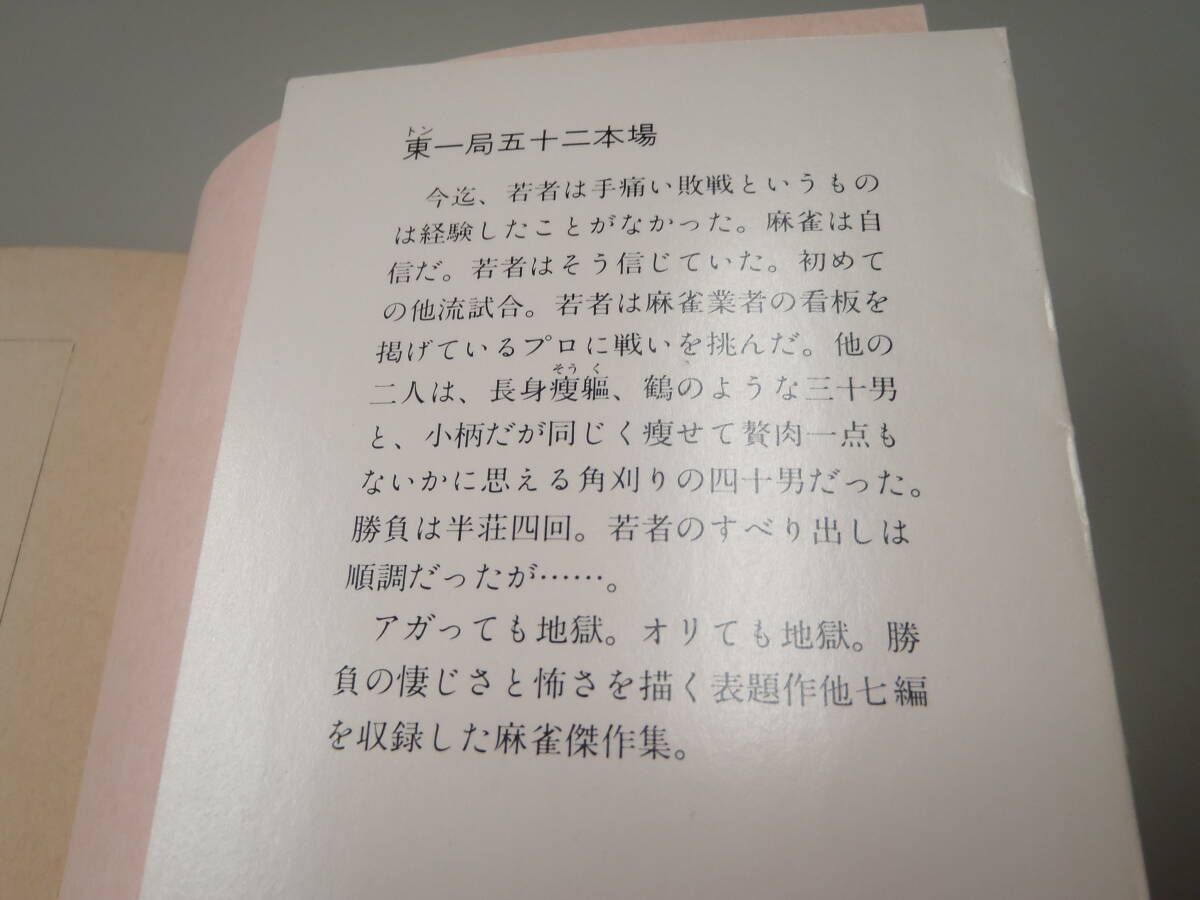 東一局五十二本場
今迄、若者は手痛い敗戦というもの
は経験したことがなかった。麻雀は自
信だ。若者はそう信じていた。初めて
の他流試合。若者は麻雀業者の看板を
掲げているプロに戦いを挑んだ。他の
二人は、長身痩軀、鶴のような三十男
と、小柄だが同じく痩せて贅肉一点も
ないかに思える角刈りの四十男だった。
勝負は半荘四回。若者のすべり出しは
順調だったが……。
アガっても地獄。オリても地獄。勝
負の悽じさと怖さを描く表題作他七編
を収録した麻雀傑作集。